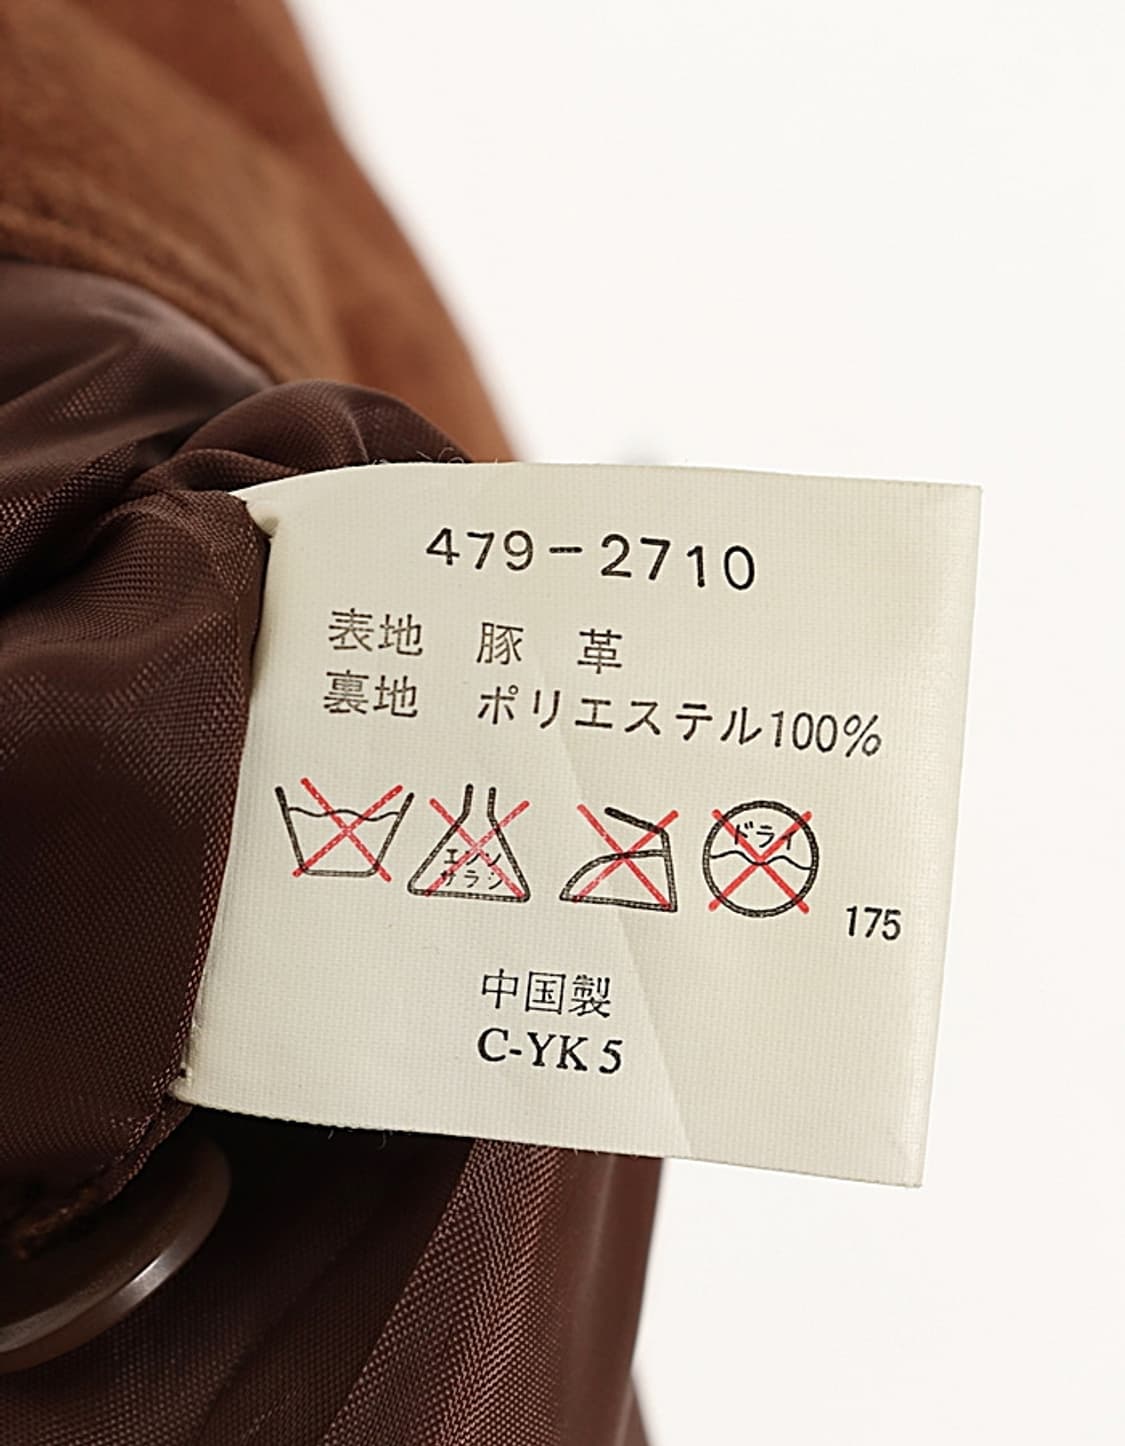 479-2710
表地 豚 革
裏地 ポリエステル100%
エンソ
サラシ
ドライ
175
中国製
C-YK 5